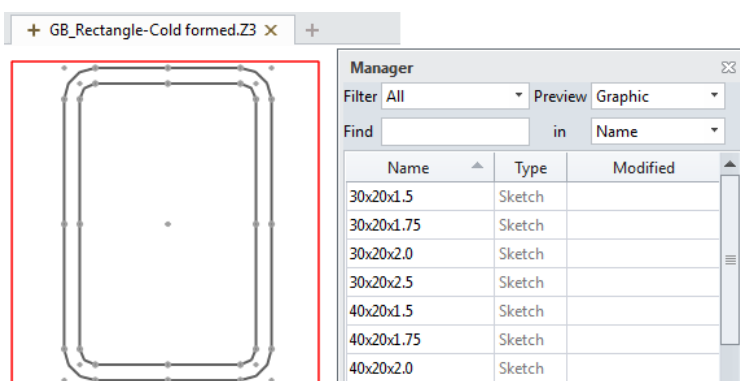 GB_Rectangle-Cold formed.Z3
Manager
Filter All Preview Graphic
Find in Name
Name Type Modified
30x20x1.5 Sketch
30x20x1.75 Sketch
30x20x2.0 Sketch
30x20x2.5 Sketch
40x20x1.5 Sketch
40x20x1.75 Sketch
40x20x2.0 Sketch